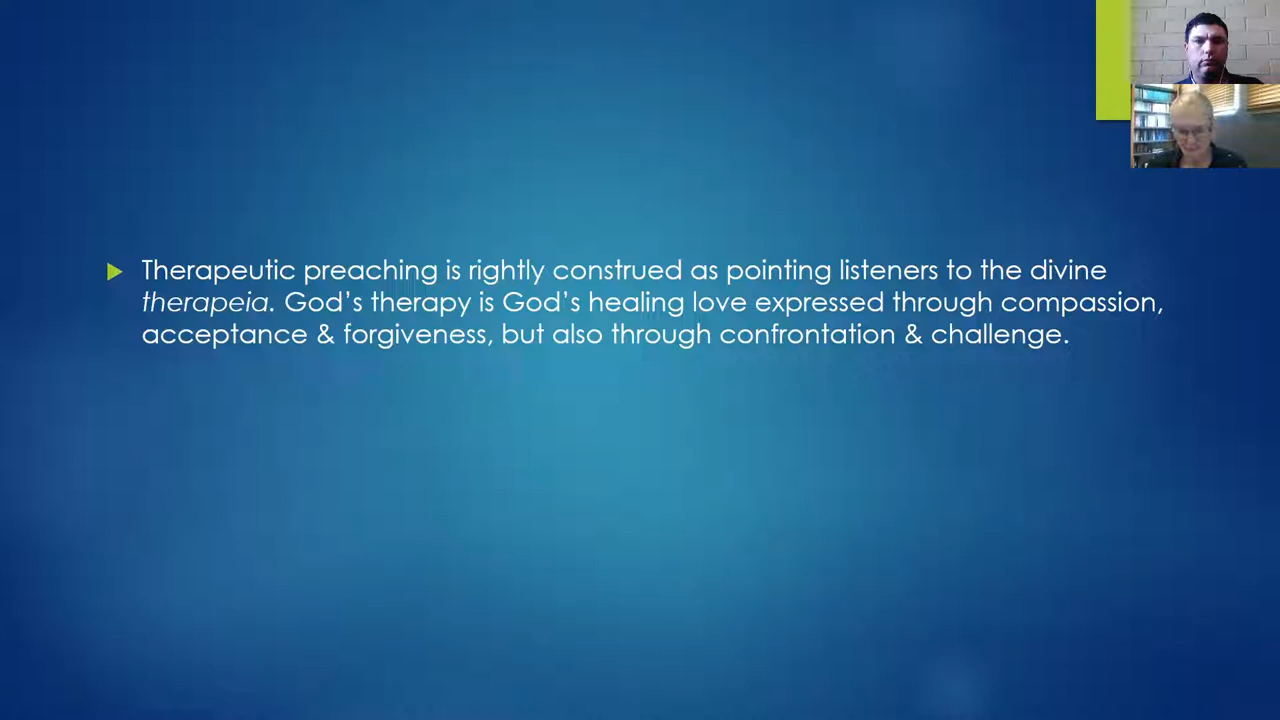 Therapeutic preaching is rightly construed as pointing listeners to the divine
therapeia. God's therapy is God's healing love expressed through compassion,
acceptance & forgiveness, but also through confrontation & challenge.